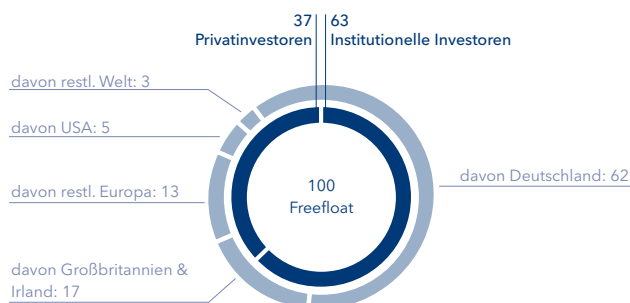 37
Privatinvestoren
63
Institutionelle Investoren
davon restl. Welt: 3
davon USA: 5
davon restl. Europa: 13
davon Großbritannien &
Irland: 17
100
Freefloat
davon Deutschland: 62